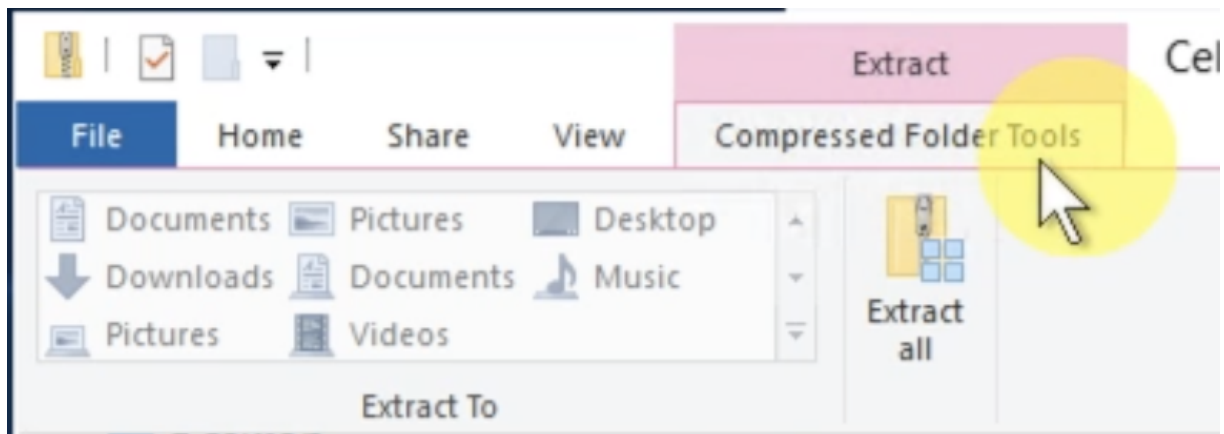 Extract
Cel
File Home Share View Compressed Folder Tools
Documents Pictures Desktop
Downloads Documents Music
Pictures Videos
Extract
all
Extract To